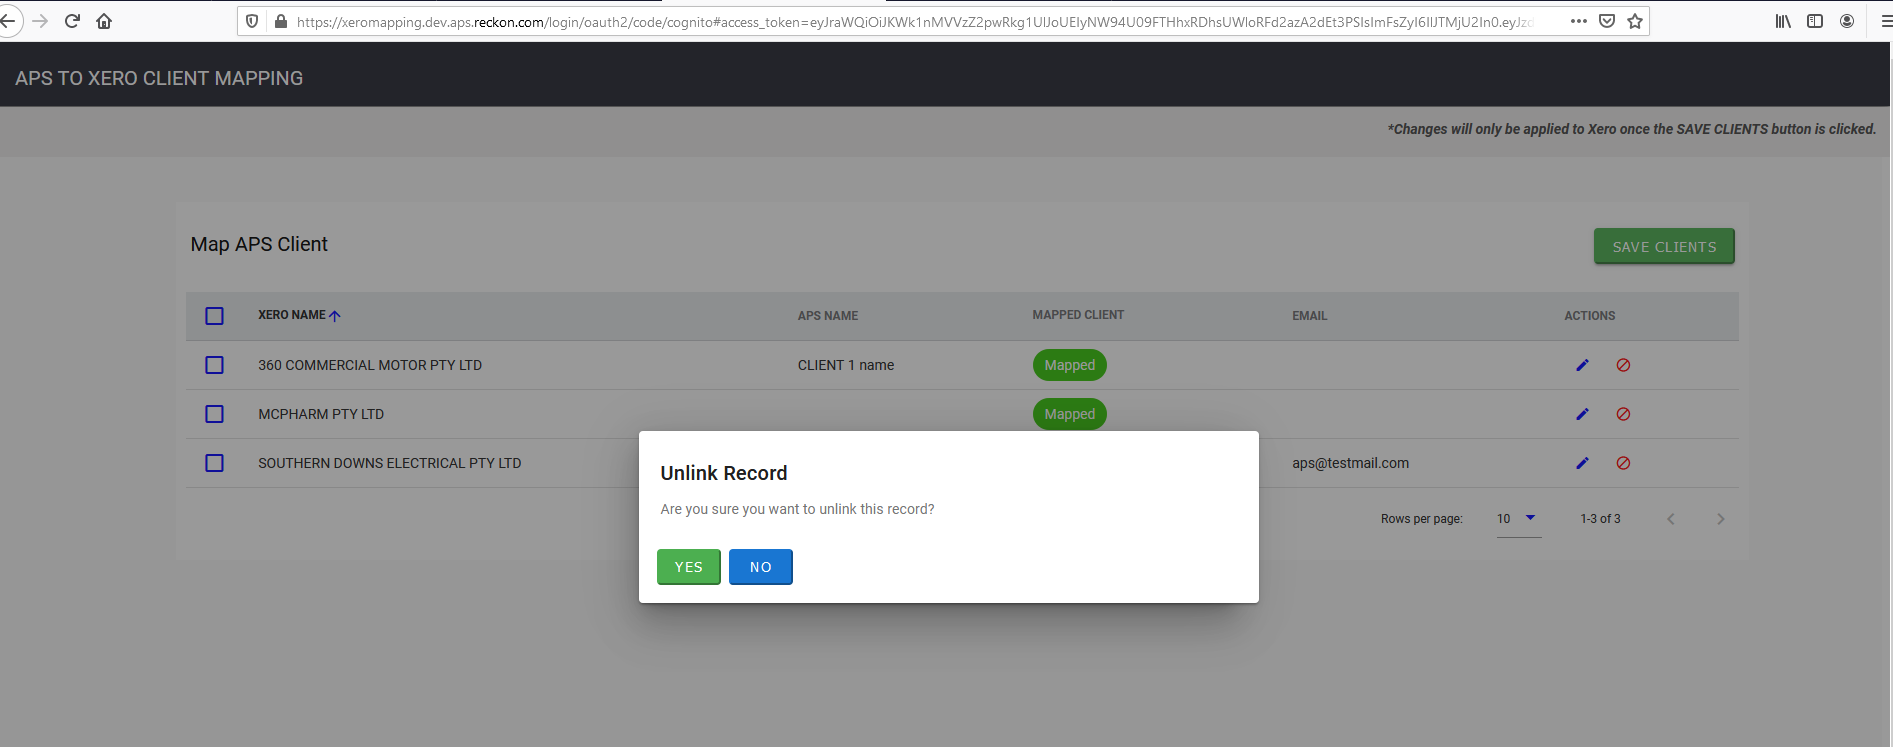 https://xeromapping.dev.aps.reckon.com/login/oauth2/code/cognito#access_token=
APS TO XERO CLIENT MAPPING
*Changes will only be applied to Xero once the SAVE CLIENTS button is clicked.
Map APS Client
SAVE CLIENTS
XERO NAME APS NAME MAPPED CLIENT EMAIL ACTIONS
360 COMMERCIAL MOTOR PTY LTD CLIENT 1 name Mapped
MCPHARM PTY LTD Mapped
SOUTHERN DOWNS ELECTRICAL PTY LTD aps@testmail.com
Unlink Record
Are you sure you want to unlink this record?
YES NO
Rows per page: 10 1-3 of 3